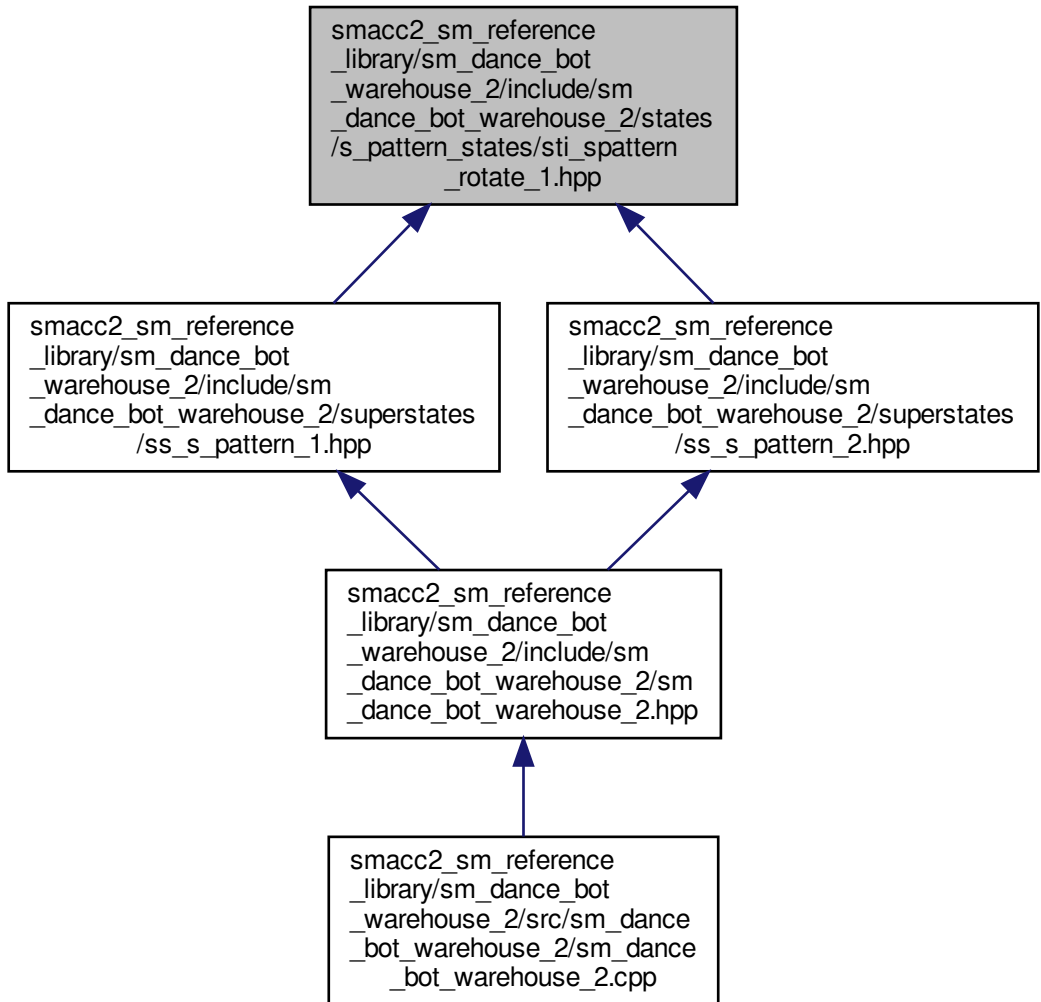 smacc2_sm_reference
_library/sm_dance_bot
_warehouse_2/include/sm
_dance_bot_warehouse_2/states
/s_pattern_states/sti_spattern
_rotate_1.hpp
smacc2_sm_reference
_library/sm_dance_bot
_warehouse_2/include/sm
_dance_bot_warehouse_2/superstates
/ss_s_pattern_1.hpp
smacc2_sm_reference
_library/sm_dance_bot
_warehouse_2/include/sm
_dance_bot_warehouse_2/superstates
/ss_s_pattern_2.hpp
smacc2_sm_reference
_library/sm_dance_bot
_warehouse_2/include/sm
_dance_bot_warehouse_2/sm
_dance_bot_warehouse_2.hpp
smacc2_sm_reference
_library/sm_dance_bot
_warehouse_2/src/sm_dance
_bot_warehouse_2/sm_dance
_bot_warehouse_2.cpp